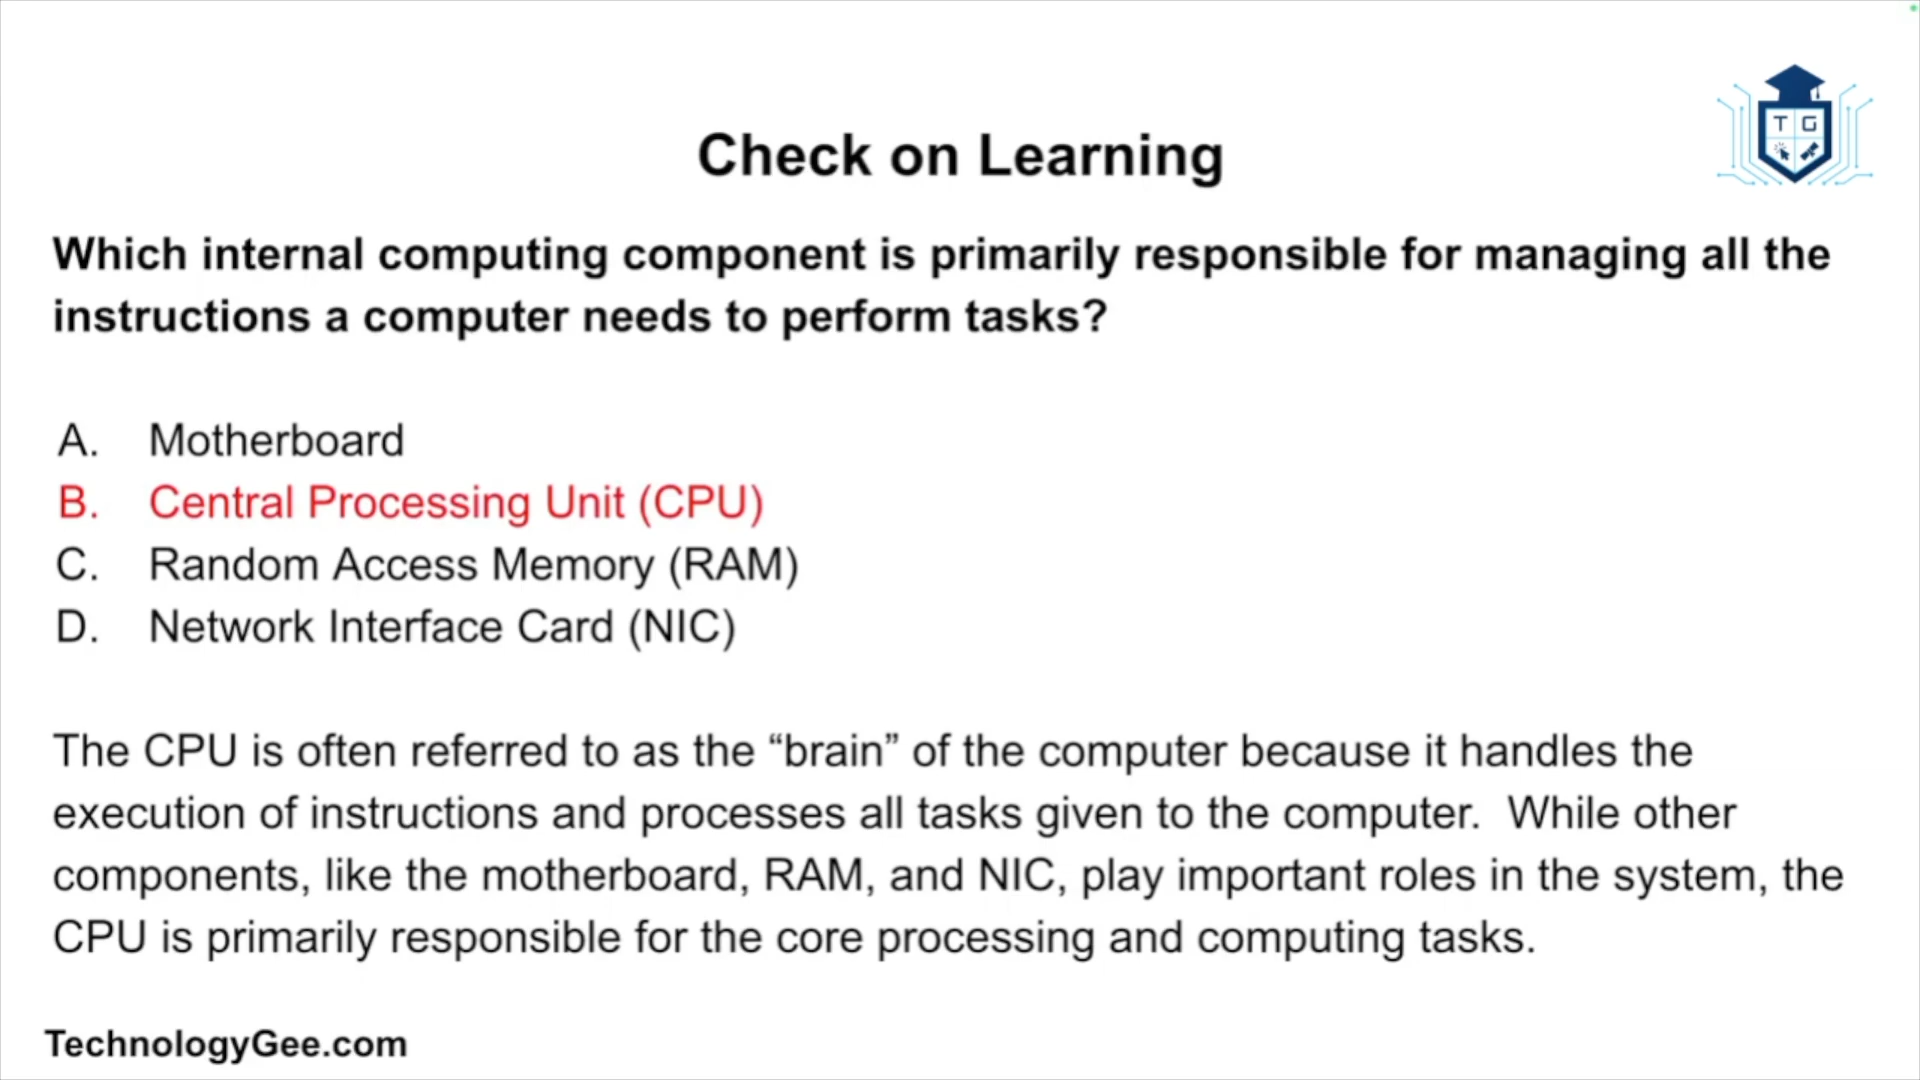 T G
Check on Learning
Which internal computing component is primarily responsible for managing all the
instructions a computer needs to perform tasks?
A. Motherboard
B. Central Processing Unit (CPU)
C. Random Access Memory (RAM)
D. Network Interface Card (NIC)
The CPU is often referred to as the “brain” of the computer because it handles the
execution of instructions and processes all tasks given to the computer.  While other
components, like the motherboard, RAM, and NIC, play important roles in the system, the
CPU is primarily responsible for the core processing and computing tasks.
TechnologyGee.com